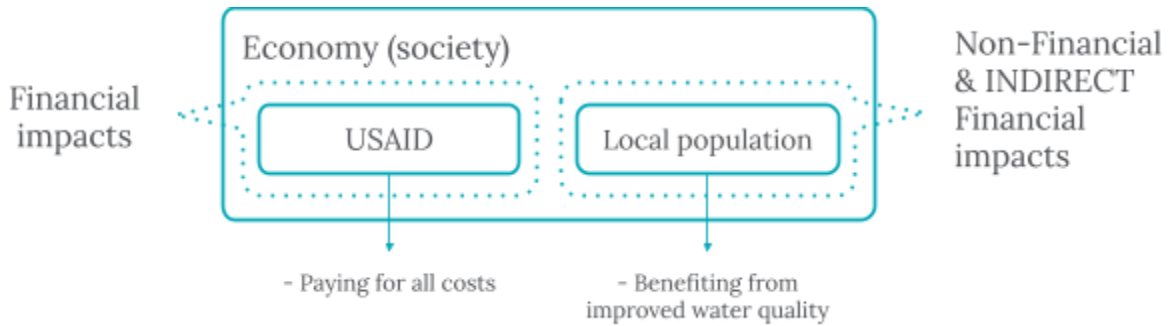 Economy (society)
Financial
impacts
USAID
Local population
Non-Financial
& INDIRECT
Financial
impacts
- Paying for all costs
- Benefiting from
improved water quality